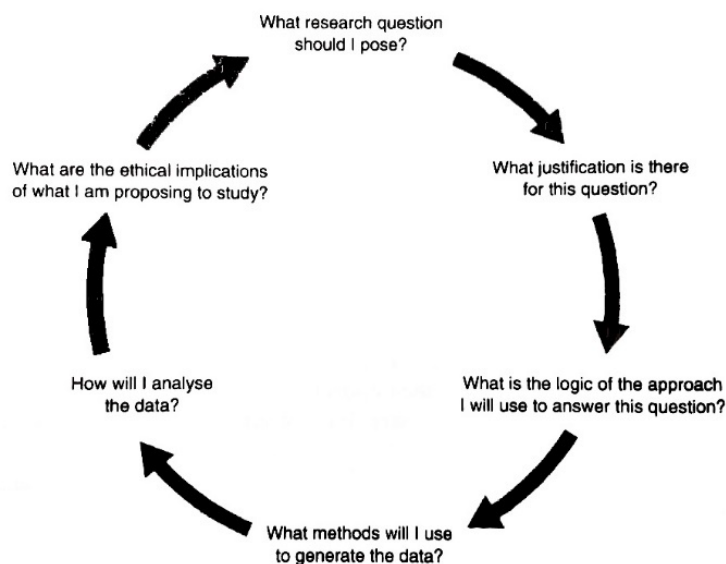 What research question
should I pose?
What justification is there
for this question?
What is the logic of the approach
I will use to answer this question?
What methods will I use
to generate the data?
How will I analyse
the data?
What are the ethical implications
of what I am proposing to study?